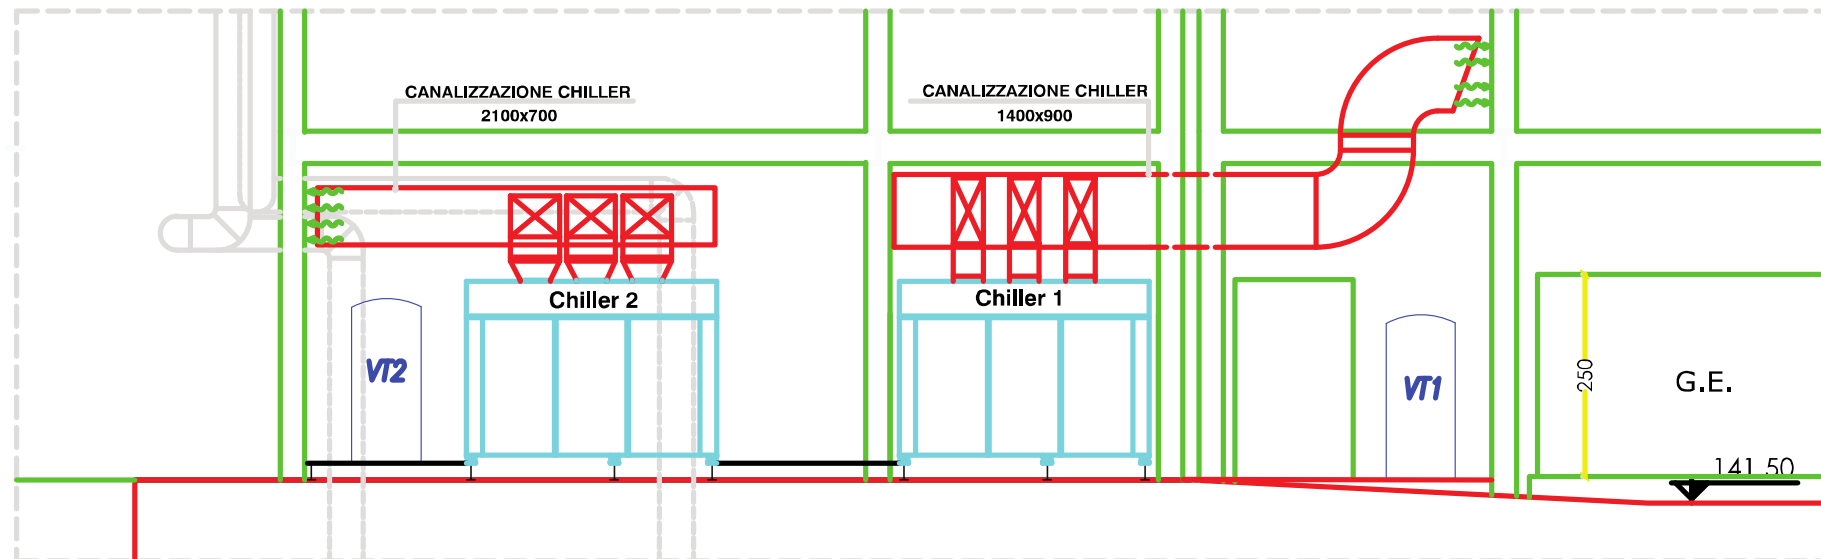 CANALIZZAZIONE CHILLER
2100x700
CANALIZZAZIONE CHILLER
1400x900
Chiller 2
Chiller 1
VT2
VT1
250
G.E.
141.50